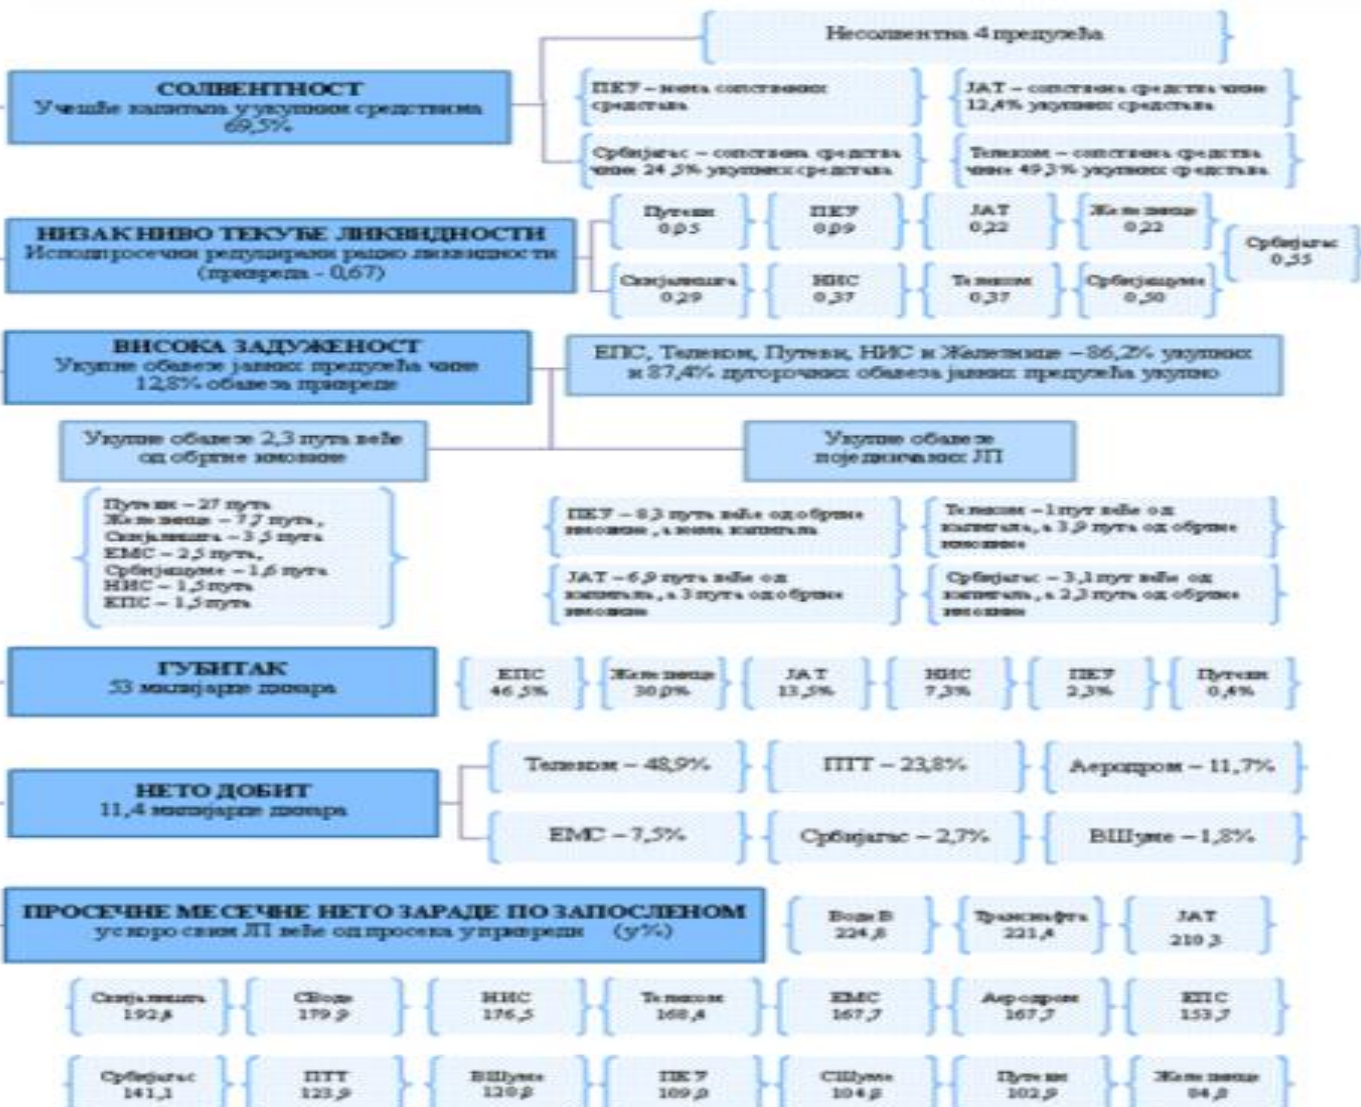 Несолвентна 4 предузећа
СОЛВЕНТНОСТ
Учешће капитала у укупним средствима
69,5%
ПЕУ – нема сопствених
средстава
ЈАТ – сопствена средства чине
12,4% укупних средстава
Србијагас – сопствена средства
чине 24,5% укупних средстава
Телеком – сопствена средства
чине 49,3% укупних средстава
НИЗАК НИВО ТЕКУЋЕ ЛИКВИДНОСТИ
Исподпросечни редуцирани рацио ликвидности
(привреда - 0,67)
Путеви
0,05
ПЕУ
0,09
ЈАТ
0,22
Железнице
0,22
Србијагас
0,55
Скијалишта
0,29
НИС
0,37
Телеком
0,37
Србијашуме
0,50
ВИСОКА ЗАДУЖЕНОСТ
Укупне обавезе јавних предузећа чине
12,8% обавеза привреде
ЕПС, Телеком, Путеви, НИС и Железнице – 86,2% укупних
и 87,4% дугорочних обавеза јавних предузећа укупно
Укупне обавезе 2,3 пута веће
од обртне имовине
Укупне обавезе
појединачних ЈП
Путеви – 27 пута
Железнице – 7,7 пута,
Скијалишта – 3,5 пута
ЕМС – 2,5 пута,
Србијашуме – 1,6 пута
НИС – 1,5 пута
ЕПС – 1,5 пута
ПЕУ – 8,3 пута веће од обртне
имовине, а нема капитала
Телеком – 1 пут веће од
капитала, а 3,9 пута од обртне
имовине
ЈАТ – 6,9 пута веће од
капитала, а 3 пута од обртне
имовине
Србијагас – 3,1 пут веће од
капитала, а 2,3 пута од обртне
имовине
ГУБИТАК
53 милијарде динара
ЕПС
46,5%
Железнице
30,0%
ЈАТ
13,5%
НИС
7,3%
ПЕУ
2,3%
Путеви
0,4%
НЕТО ДОБИТ
11,4 милијарде динара
Телеком – 48,9%
ПТТ – 23,8%
Аеродром – 11,7%
ЕМС – 7,5%
Србијагас – 2,7%
ВШуме – 1,8%
ПРОСЕЧНЕ МЕСЕЧНЕ НЕТО ЗАРАДЕ ПО ЗАПОСЛЕНОМ
у скоро свим ЈП веће од просека у привреди (у %)
Воде В
224,8
Транснафта
221,4
ЈАТ
210,3
Скијалишта
192,4
СВоде
179,9
НИС
176,5
Телеком
168,4
ЕМС
167,7
Аеродром
167,7
ЕПС
153,7
Србијагас
141,1
ПТТ
123,9
ВШуме
120,8
ПЕУ
109,0
СШуме
104,8
Путеви
102,9
Железнице
84,8